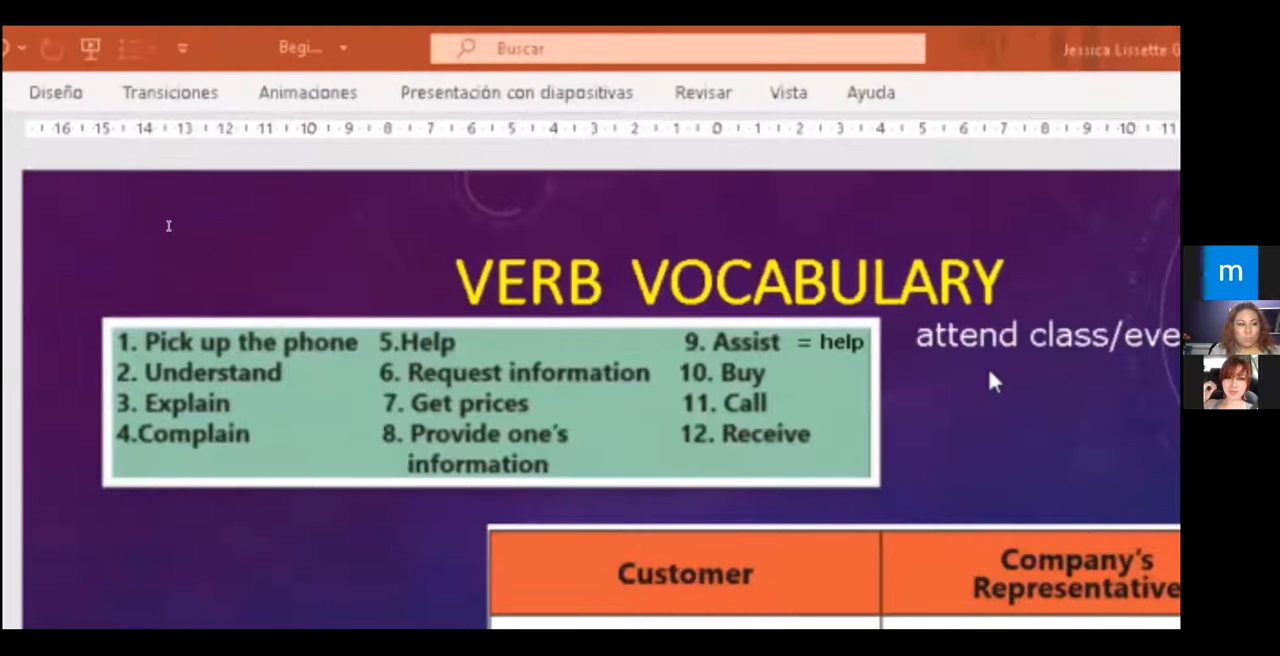 Begi...
Buscar
Jessica Lissette G
Diseño Transiciones Animaciones Presentación con diapositivas Revisar Vista Ayuda
16 15 14 13 12 11 10 9 8 7 6 5 4 3 2 1 0 1 2 3 4 5 6 7 8 9 10 11
VERB VOCABULARY
attend class/eve
1. Pick up the phone 5.Help 9. Assist = help
2. Understand 6. Request information 10. Buy
3. Explain 7. Get prices 11. Call
4.Complain 8. Provide one's 12. Receive
information
m
Customer
Company's
Representative